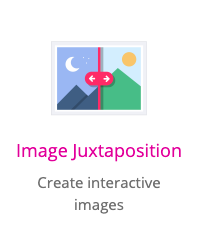 Image Juxtaposition
Create interactive
images